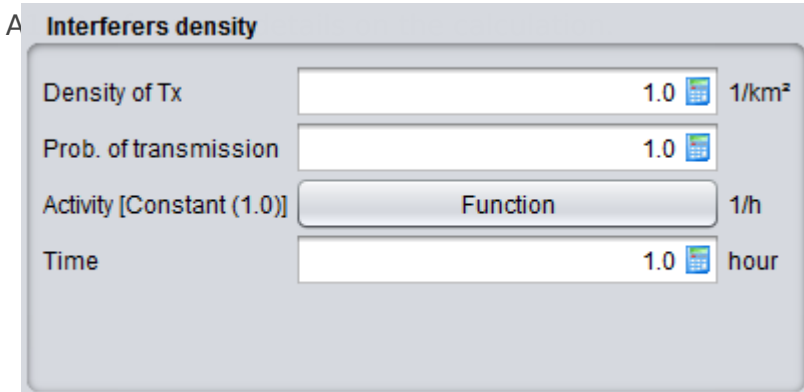 A
Interferers density
Density of Tx 1.0 1/km²
Prob. of transmission 1.0
Activity [Constant (1.0)] Function 1/h
Time 1.0 hour